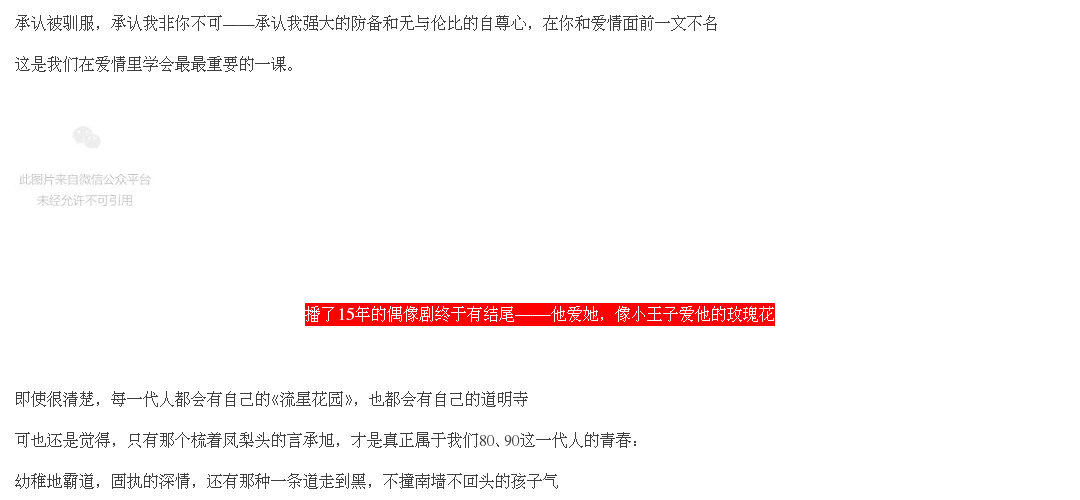 承认被驯服，承认我非你不可——承认我强大的防备和无与伦比的自尊心，在你和爱情面前一文不名
这是我们在爱情里学会最最重要的一课。
此图片来自微信公众平台
未经允许不可引用
播了15年的偶像剧终于有结尾——他爱她，像小王子爱他的玫瑰花
即使很清楚，每一代人都会有自己的《流星花园》，也都会有自己的道明寺
可也还是觉得，只有那个梳着凤梨头的言承旭，才是真正属于我们80、90这一代人的青春：
幼稚地霸道，固执的深情，还有那种一条道走到黑，不撞南墙不回头的孩子气